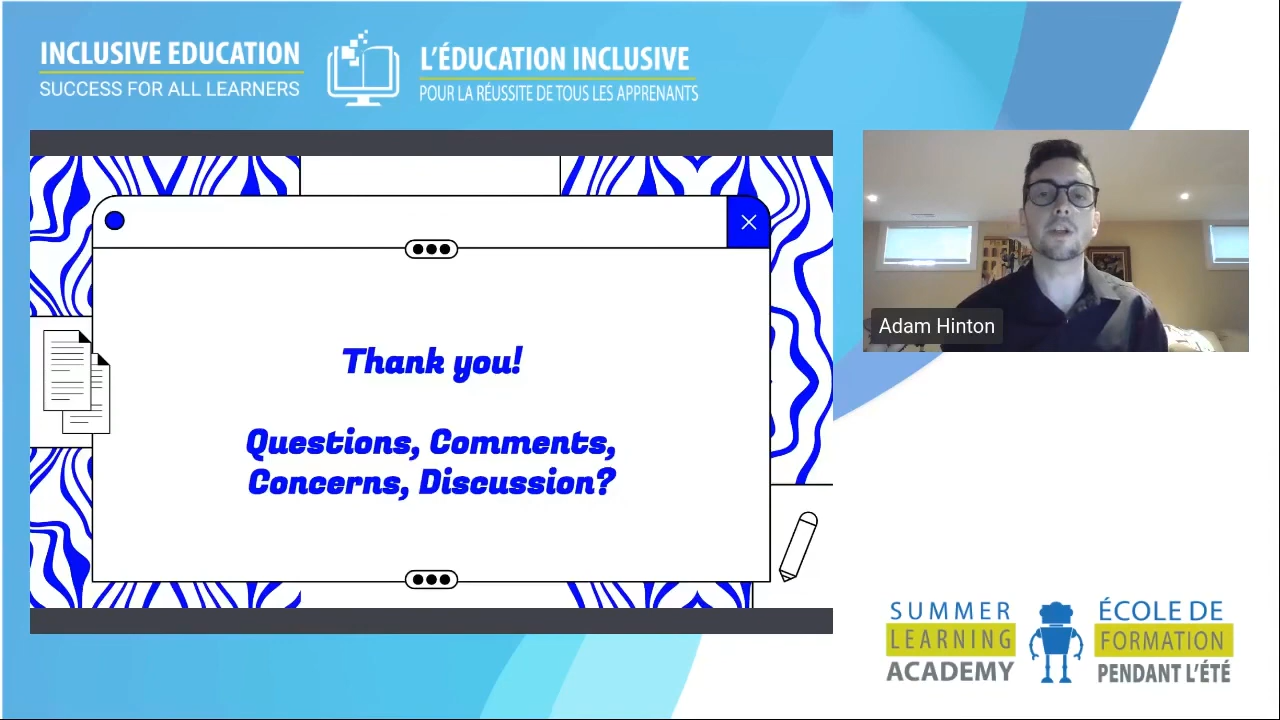 INCLUSIVE EDUCATION
SUCCESS FOR ALL LEARNERS
L'ÉDUCATION INCLUSIVE
POUR LA RÉUSSITE DE TOUS LES APPRENANTS
Thank you!
Questions, Comments,
Concerns, Discussion?
Adam Hinton
SUMMER
LEARNING
ACADEMY
ÉCOLE DE
FORMATION
PENDANT L'ÉTÉ